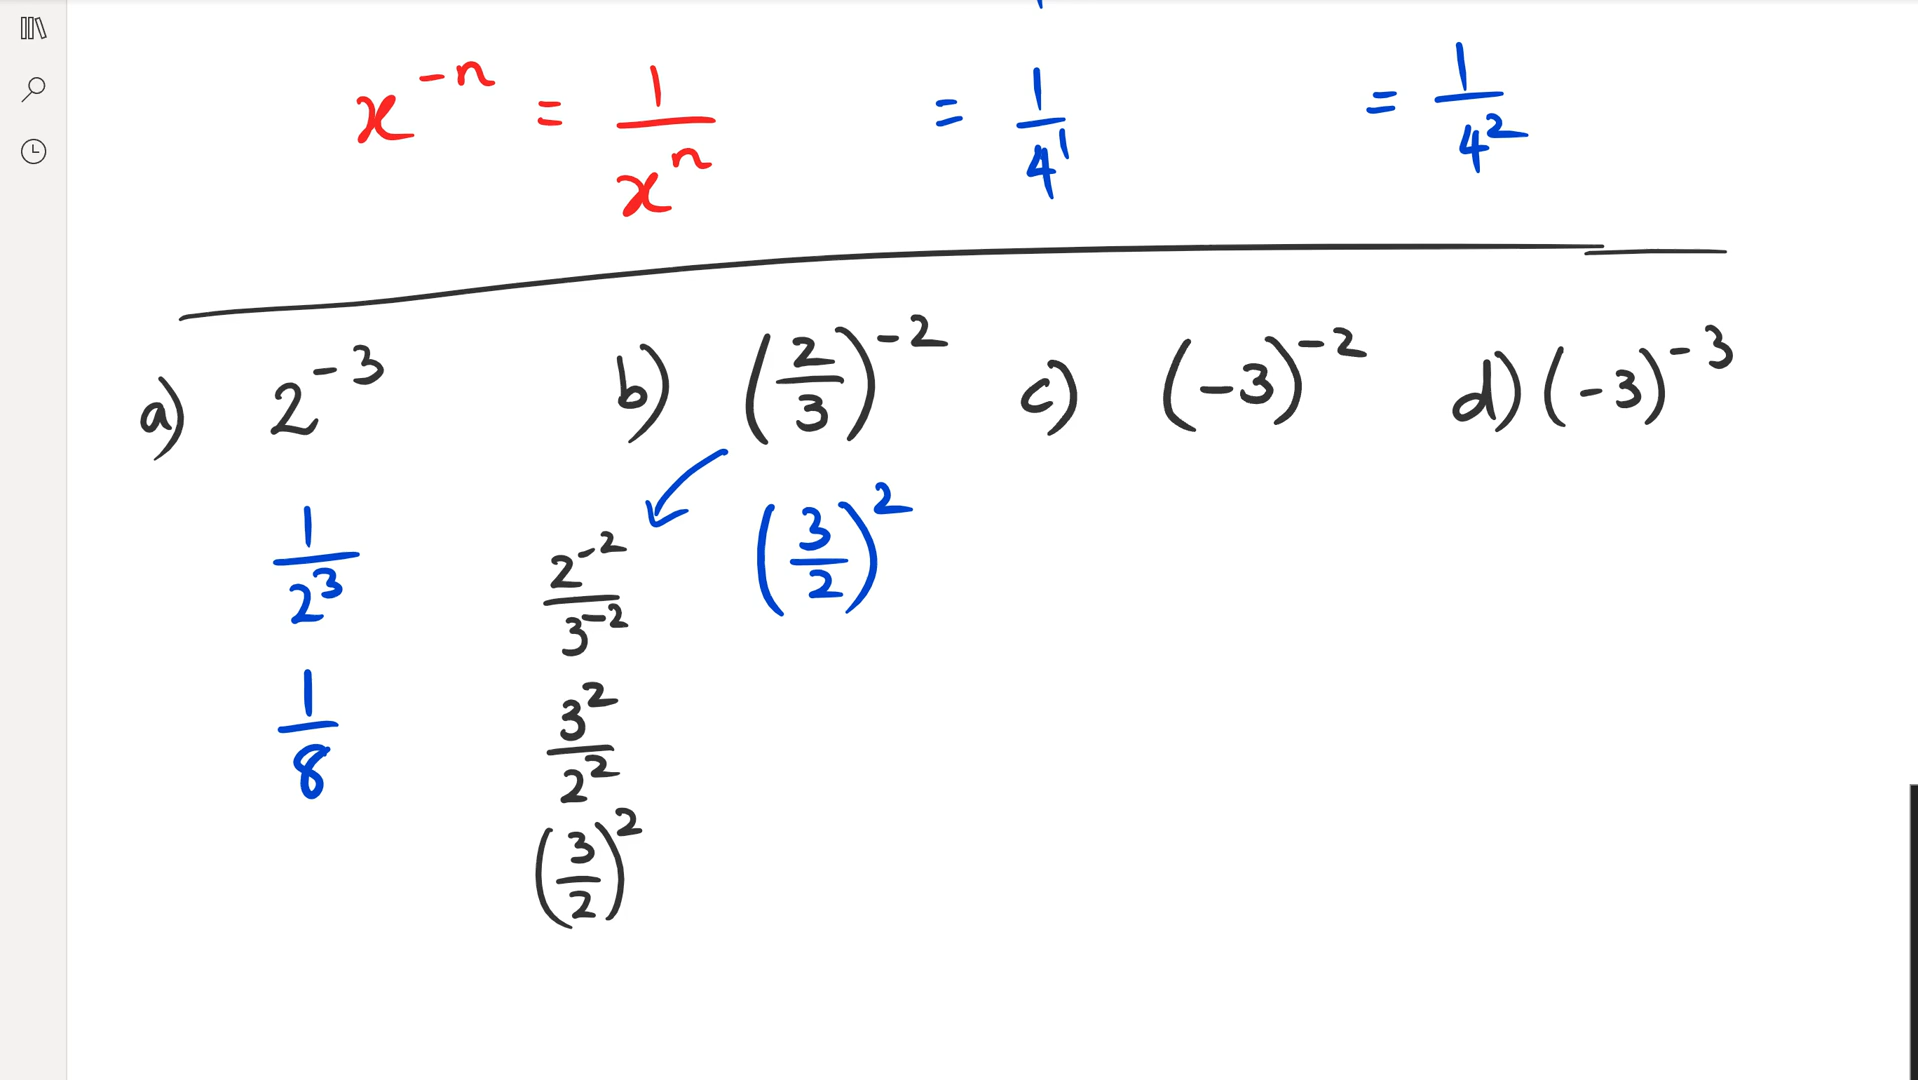 x^{-n} = 1/x^n = 1/4^1 = 1/4^2
a) 2^{-3} b) (2/3)^{-2} c) (-3)^{-2} d) (-3)^{-3}
1/2^3 2^{-2}/3^{-2} (3/2)^2
1/8 3^2/2^2
(3/2)^2